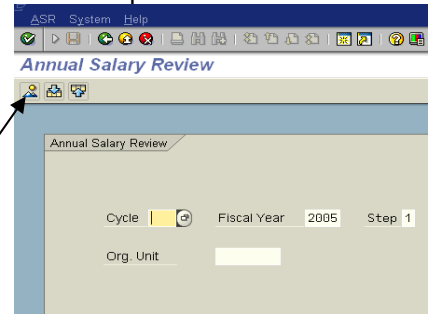 ASR System Help
Annual Salary Review
Annual Salary Review
Cycle Fiscal Year 2005 Step 1
Org. Unit